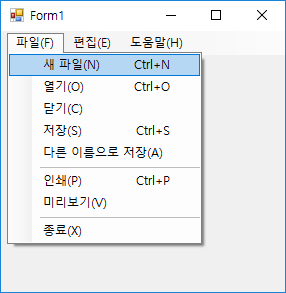 Form1
파일(F) 편집(E) 도움말(H)
새 파일(N) Ctrl+N
열기(O) Ctrl+O
닫기(C)
저장(S) Ctrl+S
다른 이름으로 저장(A)
인쇄(P) Ctrl+P
미리보기(V)
종료(X)